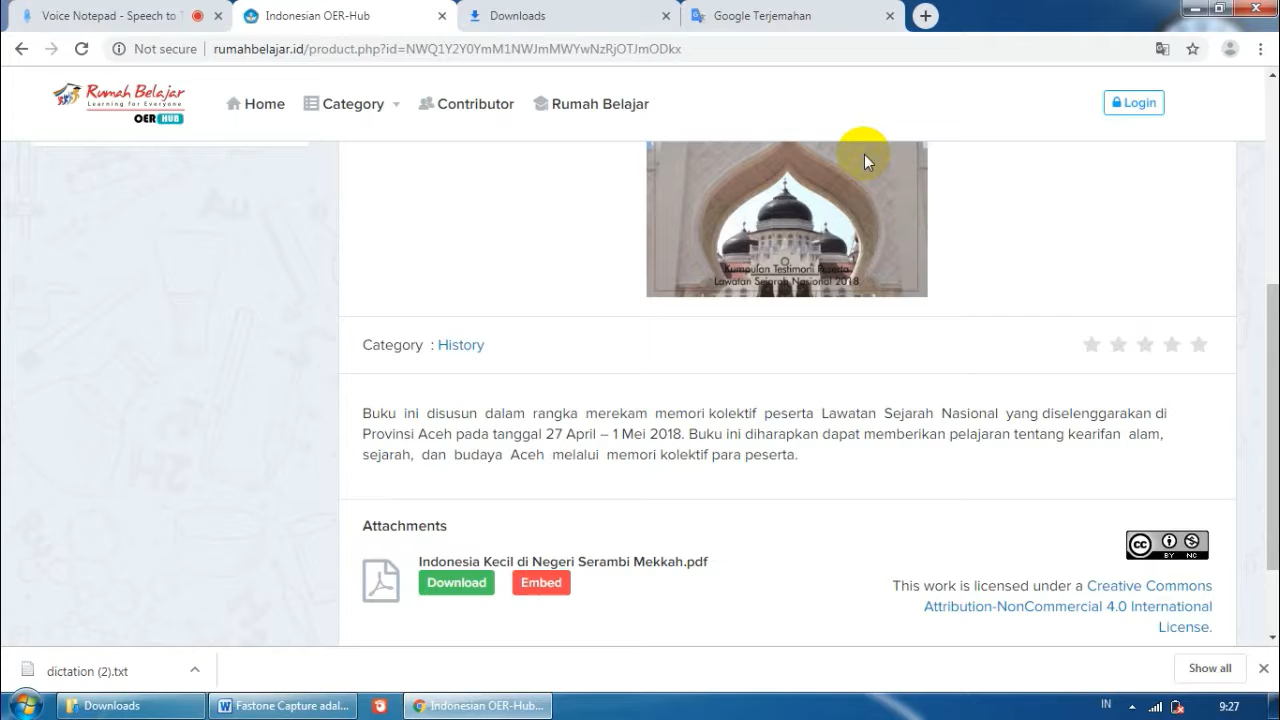 Voice Notepad - Speech to T
Indonesian OER-Hub
Downloads
Google Terjemahan
Not secure
rumahbelajar.id/product.php?id=NWQ1Y2Y0YmM1NWJmMWYwNzRjOTJmODkx
Rumah Belajar
Learning for Everyone
OER HUB
Home
Category
Contributor
Rumah Belajar
Login
Kumpulan Testimoni Peserta
Lawatan Sejarah Nasional 2018
Category : History
Buku ini disusun dalam rangka merekam memori kolektif peserta Lawatan Sejarah Nasional yang diselenggarakan di
Provinsi Aceh pada tanggal 27 April – 1 Mei 2018. Buku ini diharapkan dapat memberikan pelajaran tentang kearifan alam,
sejarah, dan budaya Aceh melalui memori kolektif para peserta.
Attachments
Indonesia Kecil di Negeri Serambi Mekkah.pdf
Download
Embed
CC BY NC
This work is licensed under a Creative Commons
Attribution-NonCommercial 4.0 International
License.
dictation (2).txt
Show all
Downloads
Fastone Capture adal...
Indonesian OER-Hub...
IN
9:27